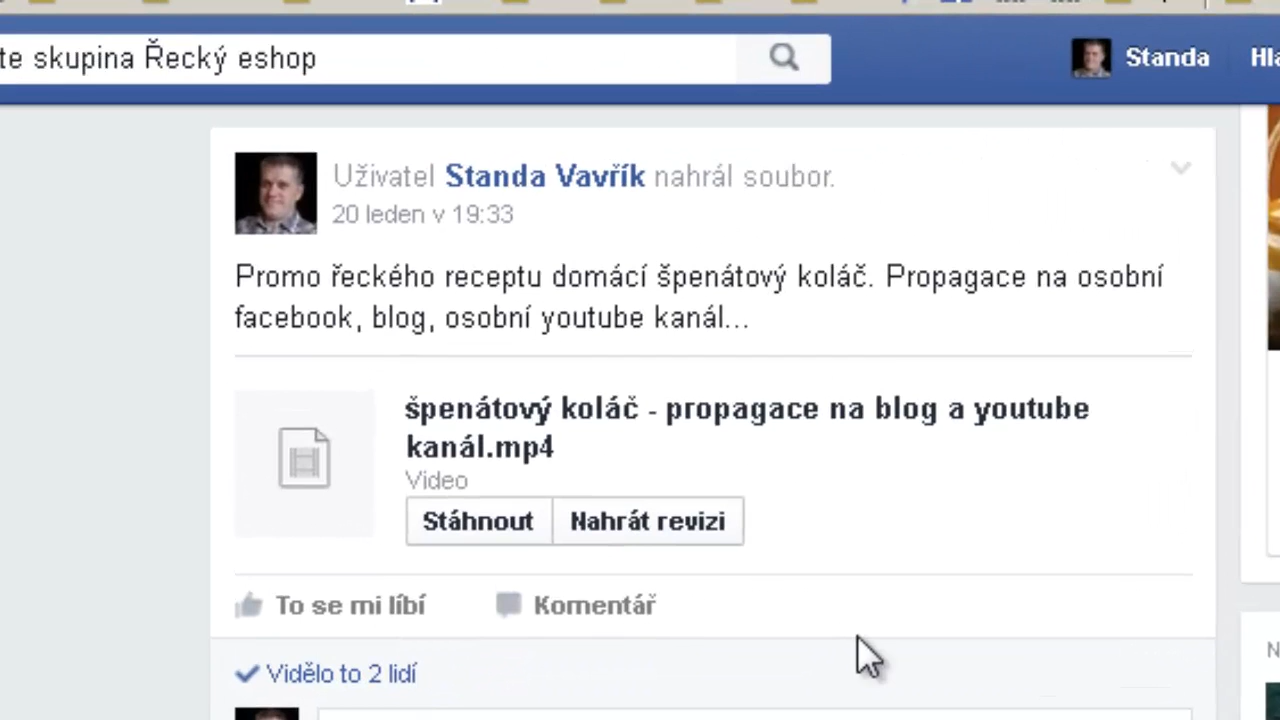 te skupina Řecký eshop
Standa
Uživatel Standa Vavřík nahrál soubor.
20 leden v 19:33
Promo řeckého receptu domácí špenátový koláč. Propagace na osobní
facebook, blog, osobní youtube kanál...
špenátový koláč - propagace na blog a youtube
kanál.mp4
Video
Stáhnout Nahrát revizi
To se mi líbí Komentář
Vidělo to 2 lidí